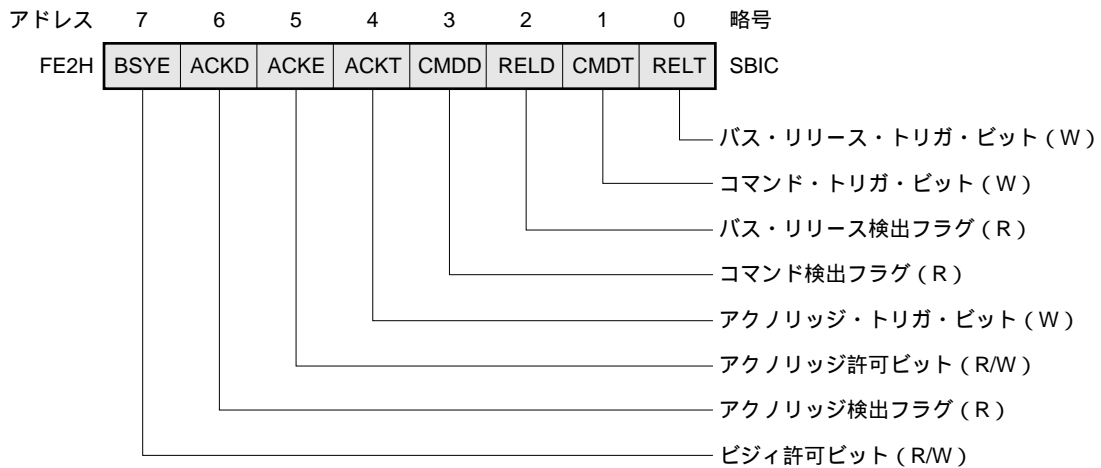 アドレス 7 6 5 4 3 2 1 0 略号
FE2H BSYE ACKD ACKE ACKT CMDD RELD CMDT RELT SBIC
バス・リリース・トリガ・ビット(W)
コマンド・トリガ・ビット(W)
バス・リリース検出フラグ(R)
コマンド検出フラグ(R)
アクノリッジ・トリガ・ビット(W)
アクノリッジ許可ビット(R/W)
アクノリッジ検出フラグ(R)
ビジィ許可ビット(R/W)